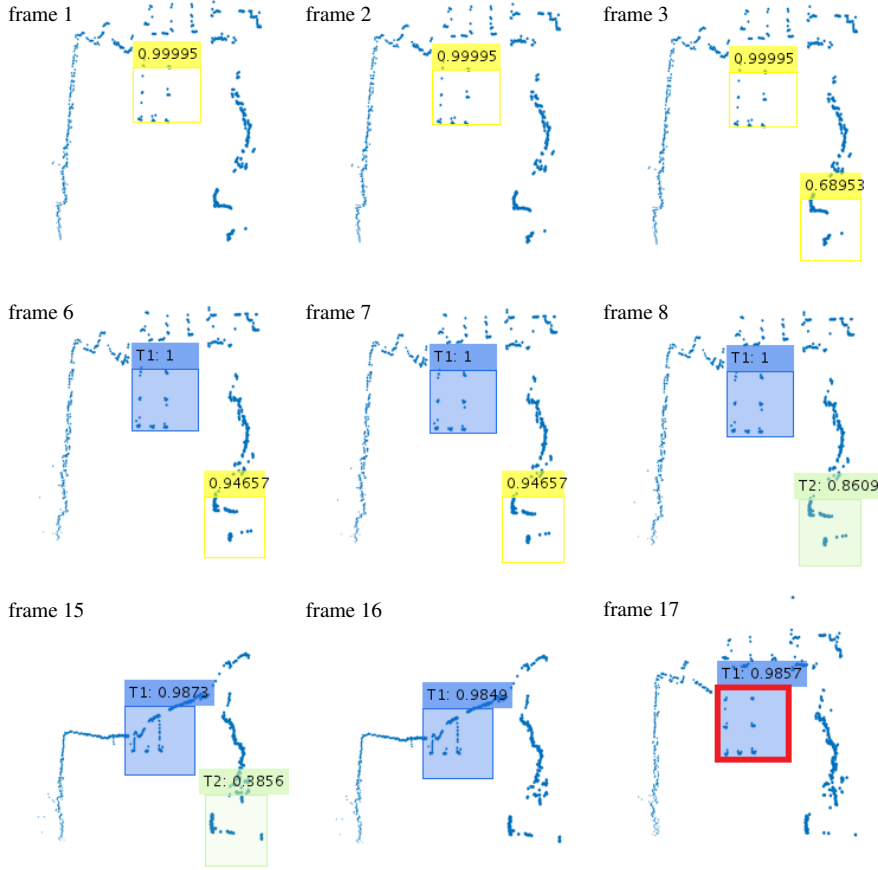 frame 1
0.99995
frame 2
0.99995
frame 3
0.99995
0.68953
frame 6
T1: 1
0.94657
frame 7
T1: 1
0.94657
frame 8
T1: 1
T2: 0.8609
frame 15
T1: 0.9873
T2: 0.3856
frame 16
T1: 0.9849
frame 17
T1: 0.9857